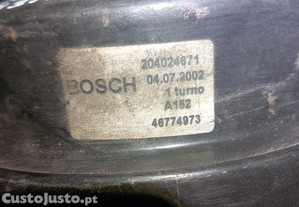 204024671
BOSCH 04.07.2002
1 turno
A152
46774973
CustoJusto.pt